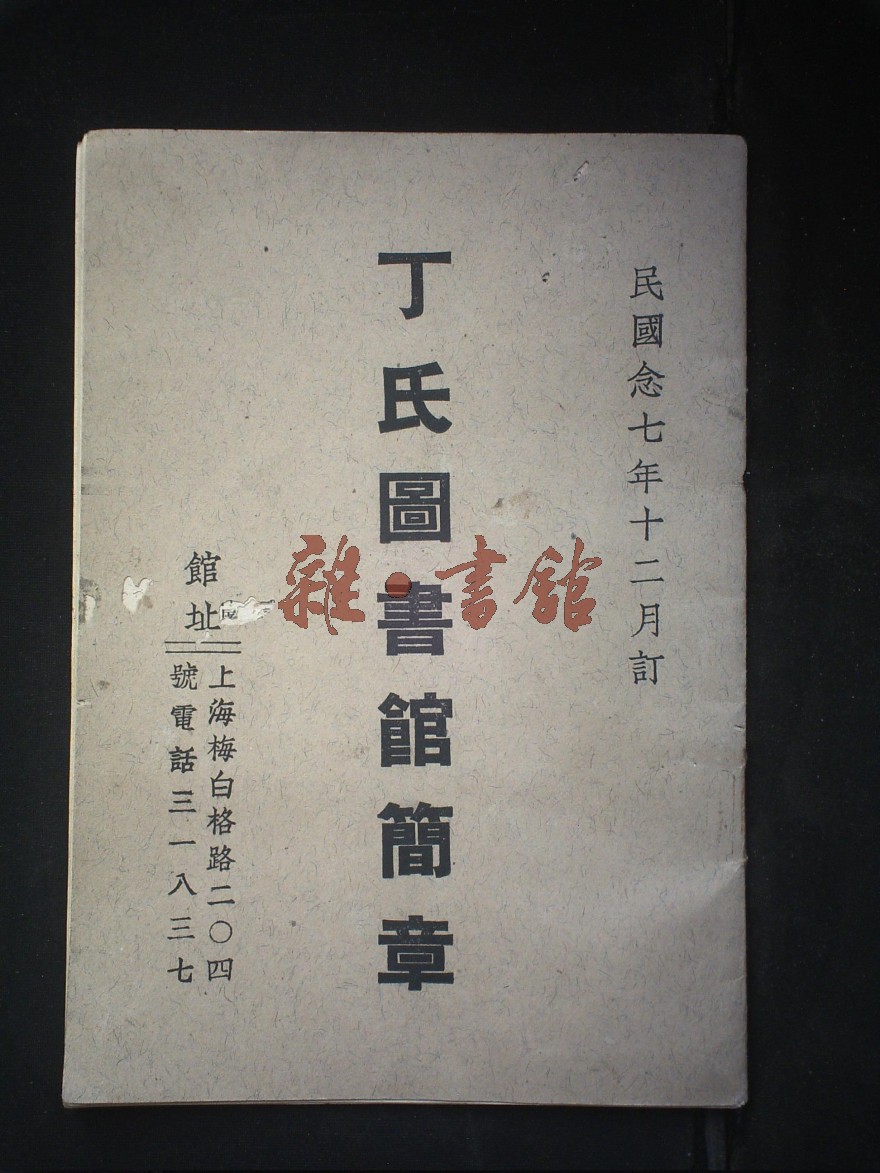 民國念七年十二月訂
丁氏圖書館簡章
館址
上海梅白格路二〇四
號電話三一八三七
雜·書館